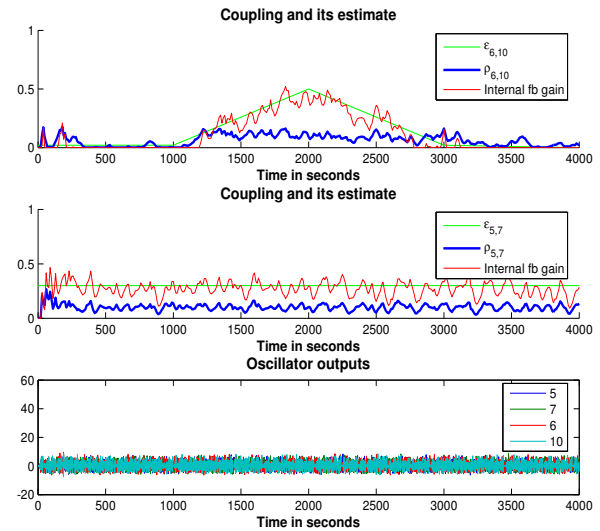 Coupling and its estimate
1
0.5
0
ε6,10
ρ6,10
Internal fb gain
0 500 1000 1500 2000 2500 3000 3500 4000
Time in seconds
Coupling and its estimate
1
0.5
0
ε5,7
ρ5,7
Internal fb gain
0 500 1000 1500 2000 2500 3000 3500 4000
Time in seconds
Oscillator outputs
60
40
20
0
-20
5
7
6
10
0 500 1000 1500 2000 2500 3000 3500 4000
Time in seconds